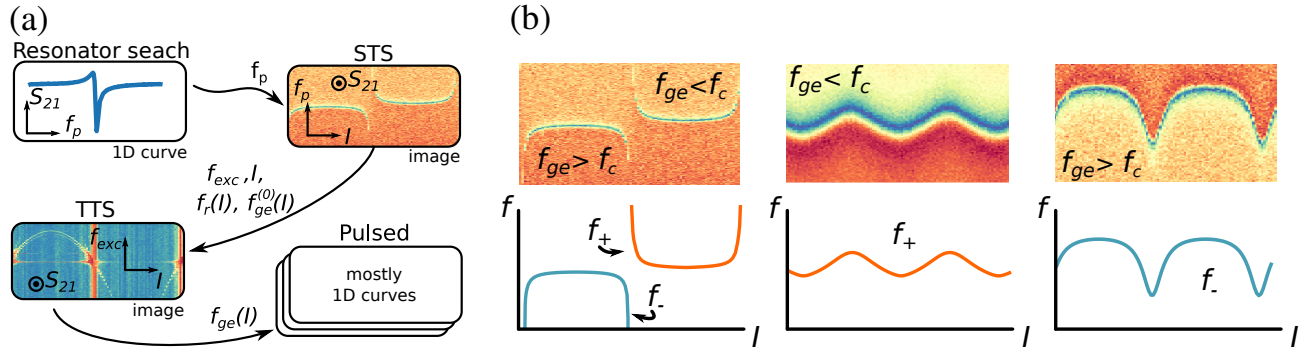 (a)
Resonator seach
S21
fp
1D curve
fp
STS
S21
fp
I
image
fexc, I,
fr(I), fge(0)(I)
TTS
fexc
S21
I
image
fge(I)
Pulsed
mostly
1D curves
(b)
fge<fc
fge> fc
fge< fc
fge> fc
f
f+
f-
I
f
f+
I
f
f-
I